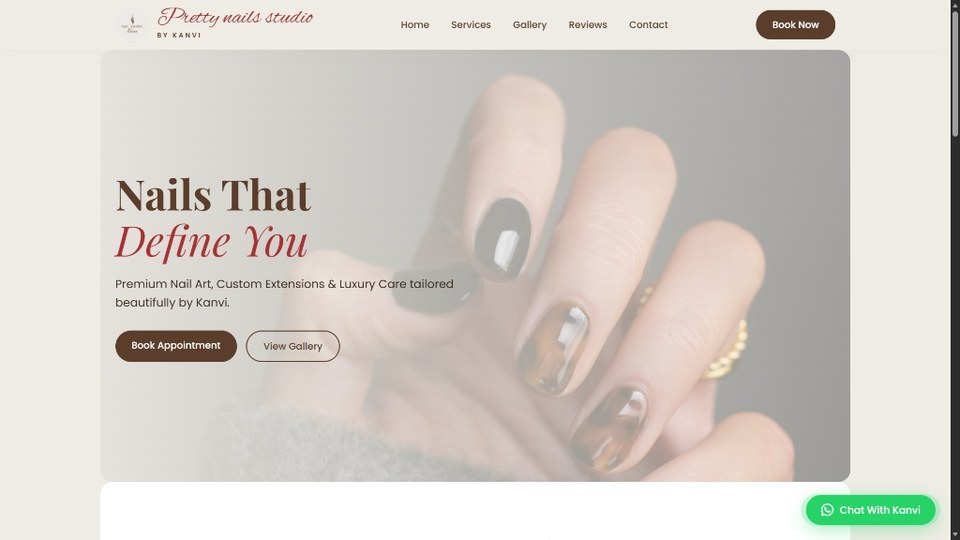 Pretty nails studio
BY KANVI
Home
Services
Gallery
Reviews
Contact
Book Now
Nails That
Define You
Premium Nail Art, Custom Extensions & Luxury Care tailored
beautifully by Kanvi.
Book Appointment
View Gallery
Chat With Kanvi